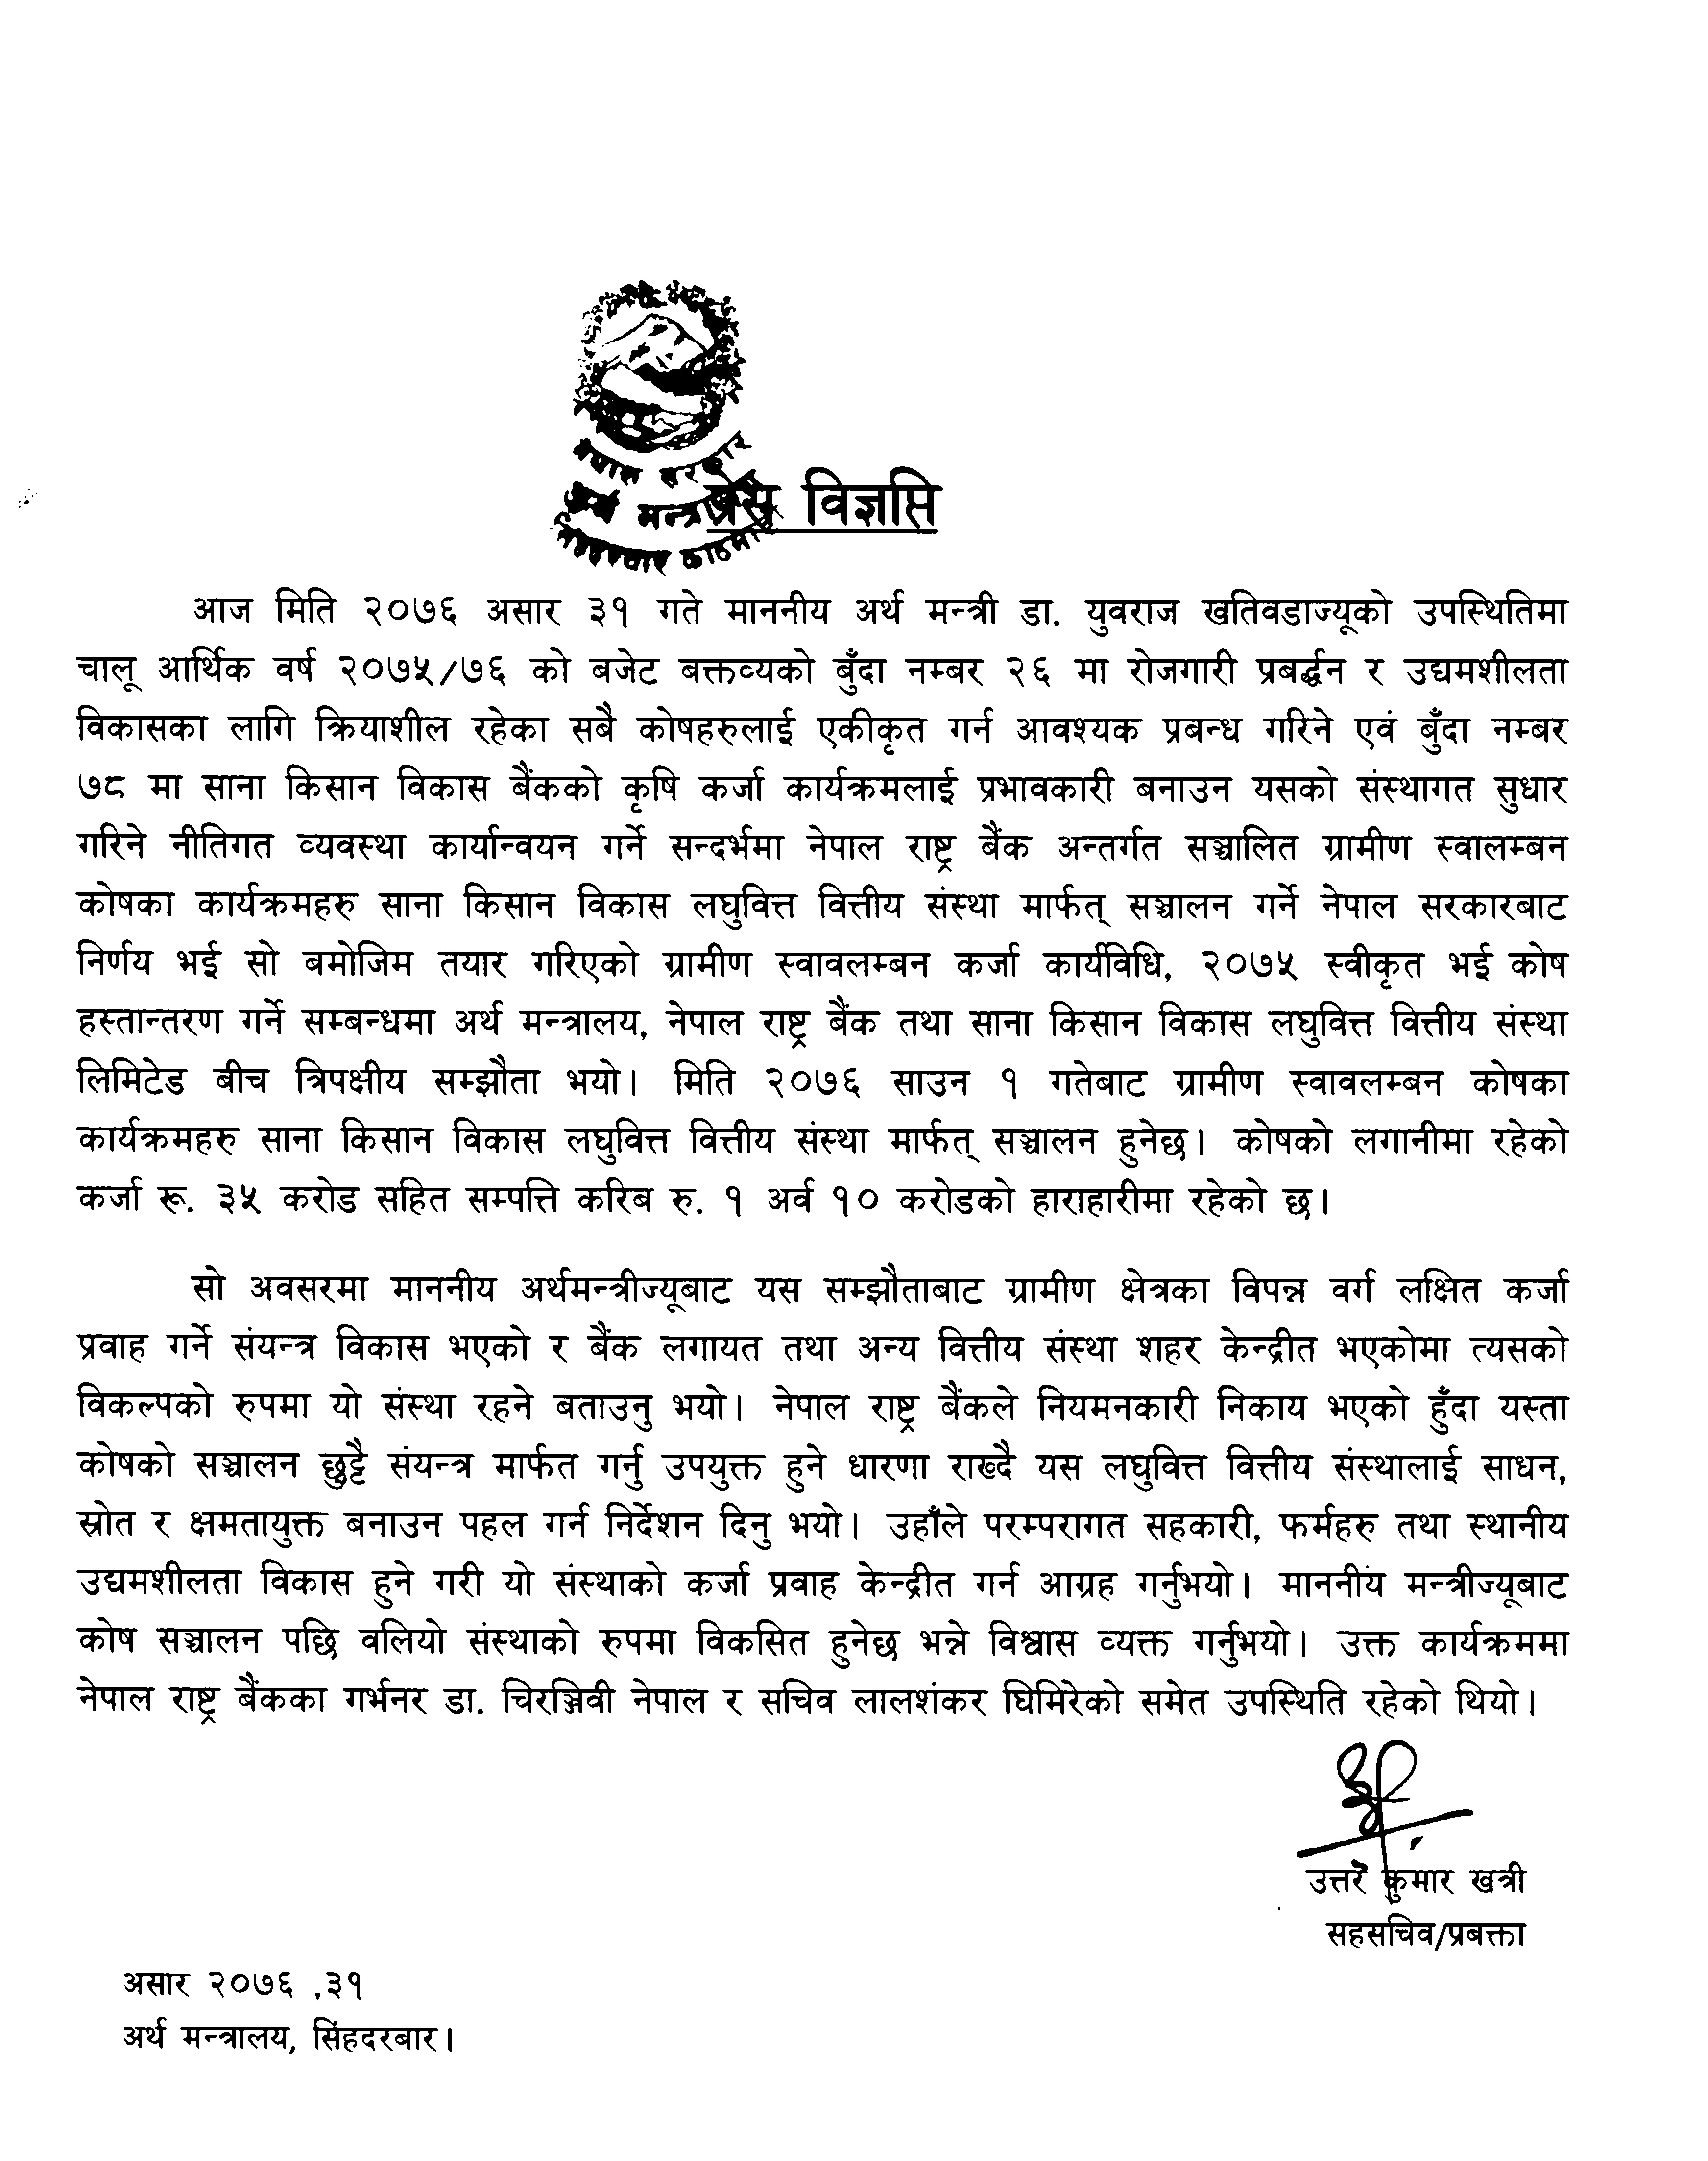 नेपाल सरकार
मन्त्रालय
काठमाडौं
प्रेस विज्ञप्ति
आज मिति २०७६ असार ३१ गते माननीय अर्थ मन्त्री डा. युवराज खतिवडाज्यूको उपस्थितिमा
चालू आर्थिक वर्ष २०७५/७६ को बजेट बक्तव्यको बुँदा नम्बर २६ मा रोजगारी प्रबर्द्धन र उद्यमशीलता
विकासका लागि क्रियाशील रहेका सबै कोषहरुलाई एकीकृत गर्न आवश्यक प्रबन्ध गरिने एवं बुँदा नम्बर
७८ मा साना किसान विकास बैंकको कृषि कर्जा कार्यक्रमलाई प्रभावकारी बनाउन यसको संस्थागत सुधार
गरिने नीतिगत व्यवस्था कार्यान्वयन गर्ने सन्दर्भमा नेपाल राष्ट्र बैंक अन्तर्गत सञ्चालित ग्रामीण स्वालम्बन
कोषका कार्यक्रमहरु साना किसान विकास लघुवित्त वित्तीय संस्था मार्फत् सञ्चालन गर्ने नेपाल सरकारबाट
निर्णय भई सो बमोजिम तयार गरिएको ग्रामीण स्वावलम्बन कर्जा कार्यविधि, २०७५ स्वीकृत भई कोष
हस्तान्तरण गर्ने सम्बन्धमा अर्थ मन्त्रालय, नेपाल राष्ट्र बैंक तथा साना किसान विकास लघुवित्त वित्तीय संस्था
लिमिटेड बीच त्रिपक्षीय सम्झौता भयो। मिति २०७६ साउन १ गतेबाट ग्रामीण स्वावलम्बन कोषका
कार्यक्रमहरु साना किसान विकास लघुवित्त वित्तीय संस्था मार्फत् सञ्चालन हुनेछ। कोषको लगानीमा रहेको
कर्जा रू. ३५ करोड सहित सम्पत्ति करिब रु. १ अर्व १० करोडको हाराहारीमा रहेको छ।
सो अवसरमा माननीय अर्थमन्त्रीज्यूबाट यस सम्झौताबाट ग्रामीण क्षेत्रका विपन्न वर्ग लक्षित कर्जा
प्रवाह गर्ने संयन्त्र विकास भएको र बैंक लगायत तथा अन्य वित्तीय संस्था शहर केन्द्रीत भएकोमा त्यसको
विकल्पको रुपमा यो संस्था रहने बताउनु भयो। नेपाल राष्ट्र बैंकले नियमनकारी निकाय भएको हुँदा यस्ता
कोषको सञ्चालन छुट्टै संयन्त्र मार्फत गर्नु उपयुक्त हुने धारणा राख्दै यस लघुवित्त वित्तीय संस्थालाई साधन,
स्रोत र क्षमतायुक्त बनाउन पहल गर्न निर्देशन दिनु भयो। उहाँले परम्परागत सहकारी, फर्महरु तथा स्थानीय
उद्यमशीलता विकास हुने गरी यो संस्थाको कर्जा प्रवाह केन्द्रीत गर्न आग्रह गर्नुभयो। माननीय मन्त्रीज्यूबाट
कोष सञ्चालन पछि वलियो संस्थाको रुपमा विकसित हुनेछ भन्ने विश्वास व्यक्त गर्नुभयो। उक्त कार्यक्रममा
नेपाल राष्ट्र बैंकका गर्भनर डा. चिरञ्जिवी नेपाल र सचिव लालशंकर घिमिरेको समेत उपस्थिति रहेको थियो।
उत्तर कुमार खत्री
सहसचिव/प्रबक्ता
असार २०७६ ,३१
अर्थ मन्त्रालय, सिंहदरबार।